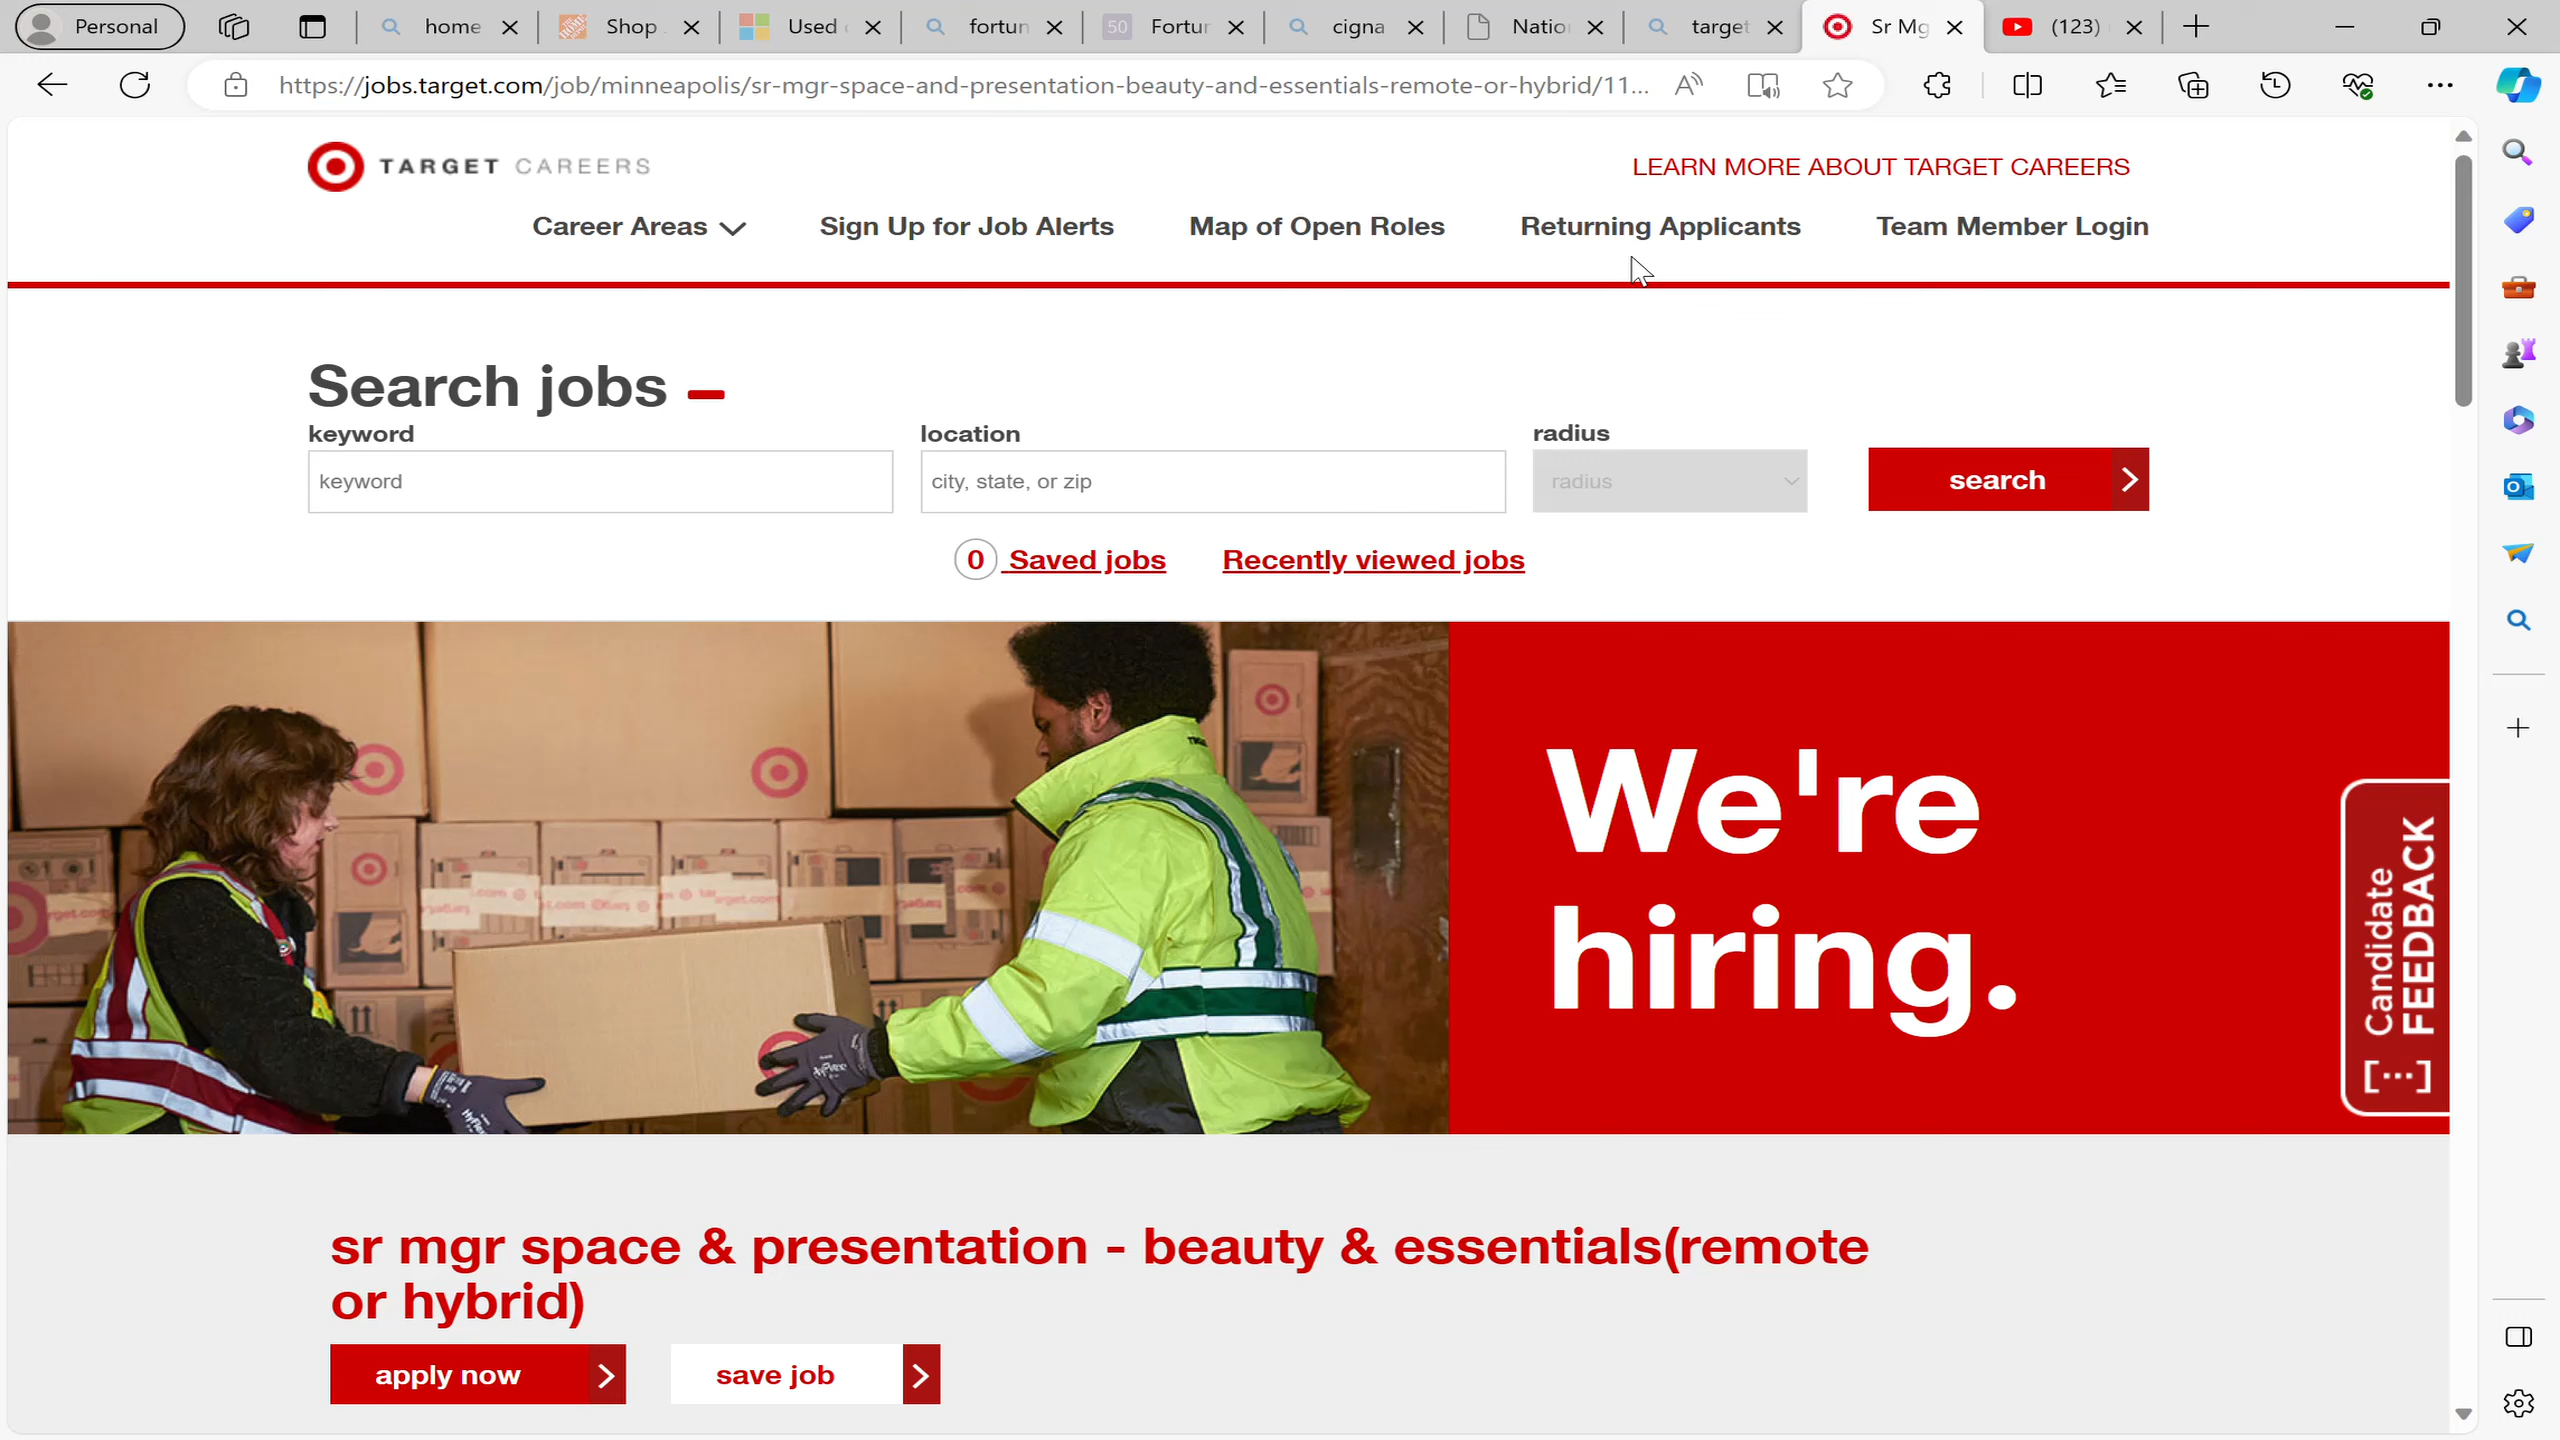 Personal
home
Shop
Used
fortun
Fortur
cigna
Natio
target
Sr Mg
(123)
https://jobs.target.com/job/minneapolis/sr-mgr-space-and-presentation-beauty-and-essentials-remote-or-hybrid/11...
TARGET CAREERS
LEARN MORE ABOUT TARGET CAREERS
Career Areas
Sign Up for Job Alerts
Map of Open Roles
Returning Applicants
Team Member Login
Search jobs
keyword
location
radius
keyword
city, state, or zip
radius
search
0 Saved jobs
Recently viewed jobs
We're
hiring.
Candidate
FEEDBACK
sr mgr space & presentation - beauty & essentials(remote
or hybrid)
apply now
save job